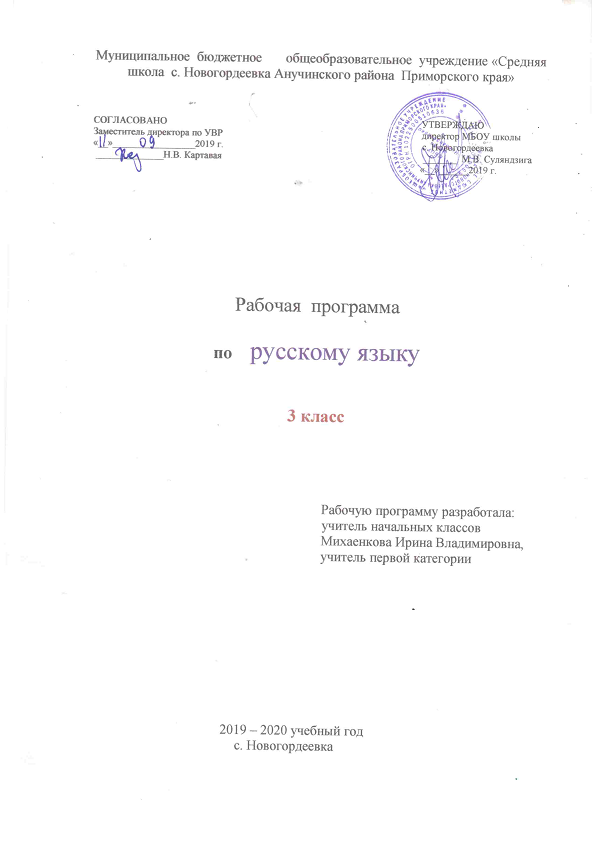 Муниципальное бюджетное общеобразовательное учреждение «Средняя
школа с. Новогордеевка Анучинского района Приморского края»
СОГЛАСОВАНО
Заместитель директора по УВР
«11» 09 2019 г.
Н.В. Картавая
УТВЕРЖДАЮ
директор МБОУ школы
с. Новогордеевка
М.В. Суляндзига
2019 г.
Рабочая программа
по русскому языку
3 класс
Рабочую программу разработала:
учитель начальных классов
Михаенкова Ирина Владимировна,
учитель первой категории
2019 – 2020 учебный год
с. Новогордеевка